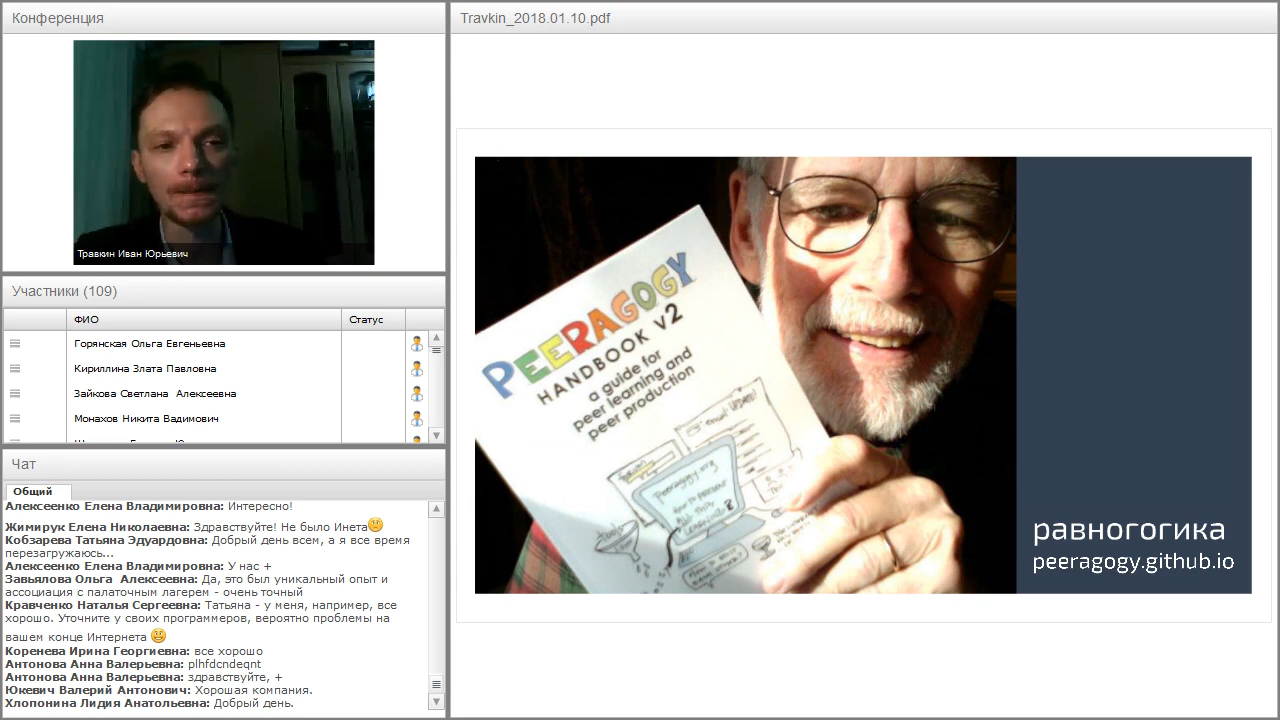 Конференция
Травкин Иван Юрьевич
Участники (109)
ФИО Статус
Горянская Ольга Евгеньевна
Кириллина Злата Павловна
Зайкова Светлана Алексеевна
Монахов Никита Вадимович
Чат
Общий
Алексеенко Елена Владимировна: Интересно!
Жимирук Елена Николаевна: Здравствуйте! Не было Инета
Кобзарева Татьяна Эдуардовна: Добрый день всем, а я все время
перезагружаюсь...
Алексеенко Елена Владимировна: У нас +
Завьялова Ольга Алексеевна: Да, это был уникальный опыт и
ассоциация с палаточным лагерем - очень точный
Кравченко Наталья Сергеевна: Татьяна - у меня, например, все
хорошо. Уточните у своих программеров, вероятно проблемы на
вашем конце Интернета
Коренева Ирина Георгиевна: все хорошо
Антонова Анна Валерьевна: plhfdcndeqnt
Антонова Анна Валерьевна: здравствуйте, +
Юкевич Валерий Антонович: Хорошая компания.
Хлопонина Лидия Анатольевна: Добрый день.
Travkin_2018.01.10.pdf
PEERAGOGY
HANDBOOK V2
a guide for
peer learning and
peer production
Peeragogy.org
равногогика
peeragogy.github.io